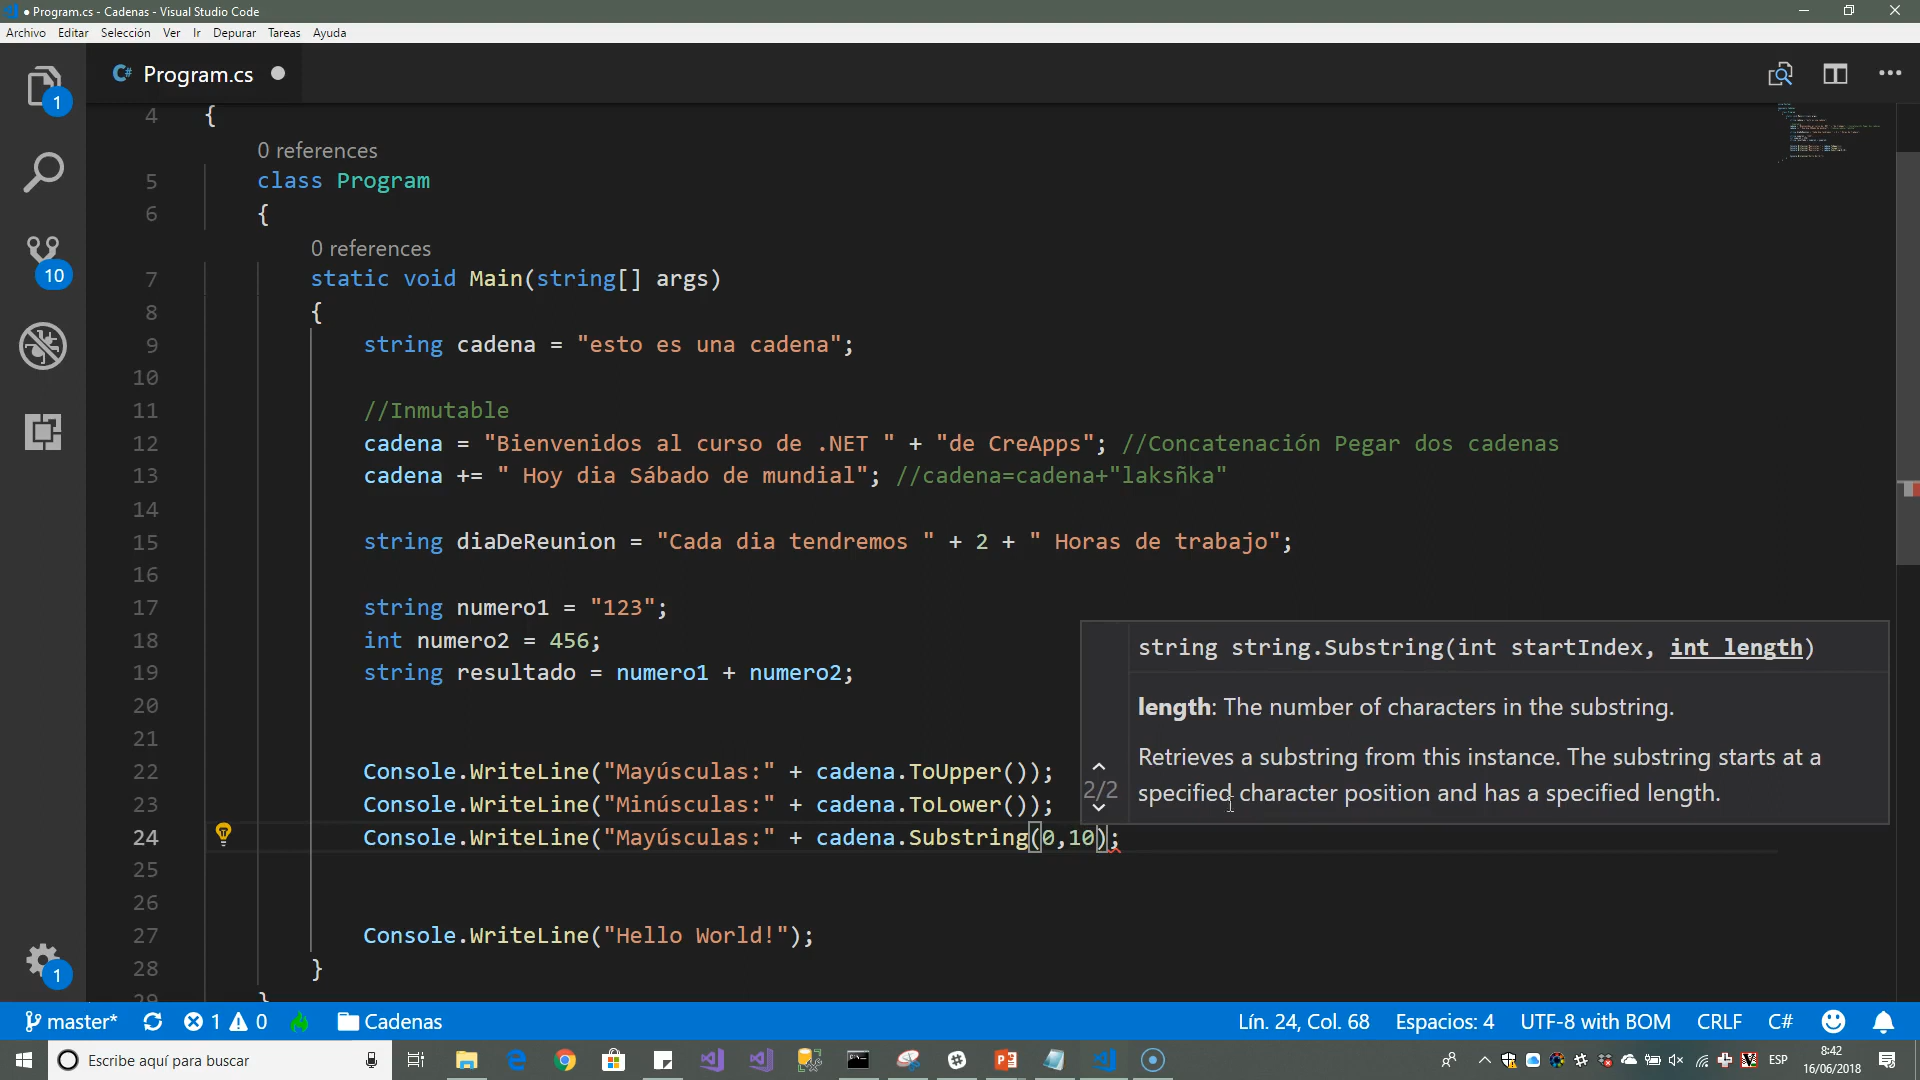 ● Program.cs - Cadenas - Visual Studio Code
Archivo Editar Selección Ver Ir Depurar Tareas Ayuda
Program.cs
4 {
0 references
5 class Program
6 {
0 references
7 static void Main(string[] args)
8 {
9 string cadena = "esto es una cadena";
10
11 //Inmutable
12 cadena = "Bienvenidos al curso de .NET " + "de CreApps"; //Concatenación Pegar dos cadenas
13 cadena += " Hoy dia Sábado de mundial"; //cadena=cadena+"laksñka"
14
15 string diaDeReunion = "Cada dia tendremos " + 2 + " Horas de trabajo";
16
17 string numero1 = "123";
18 int numero2 = 456;
19 string resultado = numero1 + numero2;
20
21
22 Console.WriteLine("Mayúsculas:" + cadena.ToUpper());
23 Console.WriteLine("Minúsculas:" + cadena.ToLower());
24 Console.WriteLine("Mayúsculas:" + cadena.Substring(0,10);
25
26
27 Console.WriteLine("Hello World!");
28 }
29 }
string string.Substring(int startIndex, int length)
length: The number of characters in the substring.
Retrieves a substring from this instance. The substring starts at a
specified character position and has a specified length.
2/2
1
10
1
master* 1 0 Cadenas Lín. 24, Col. 68 Espacios: 4 UTF-8 with BOM CRLF C#
Escribe aquí para buscar
ESP
8:42
16/06/2018